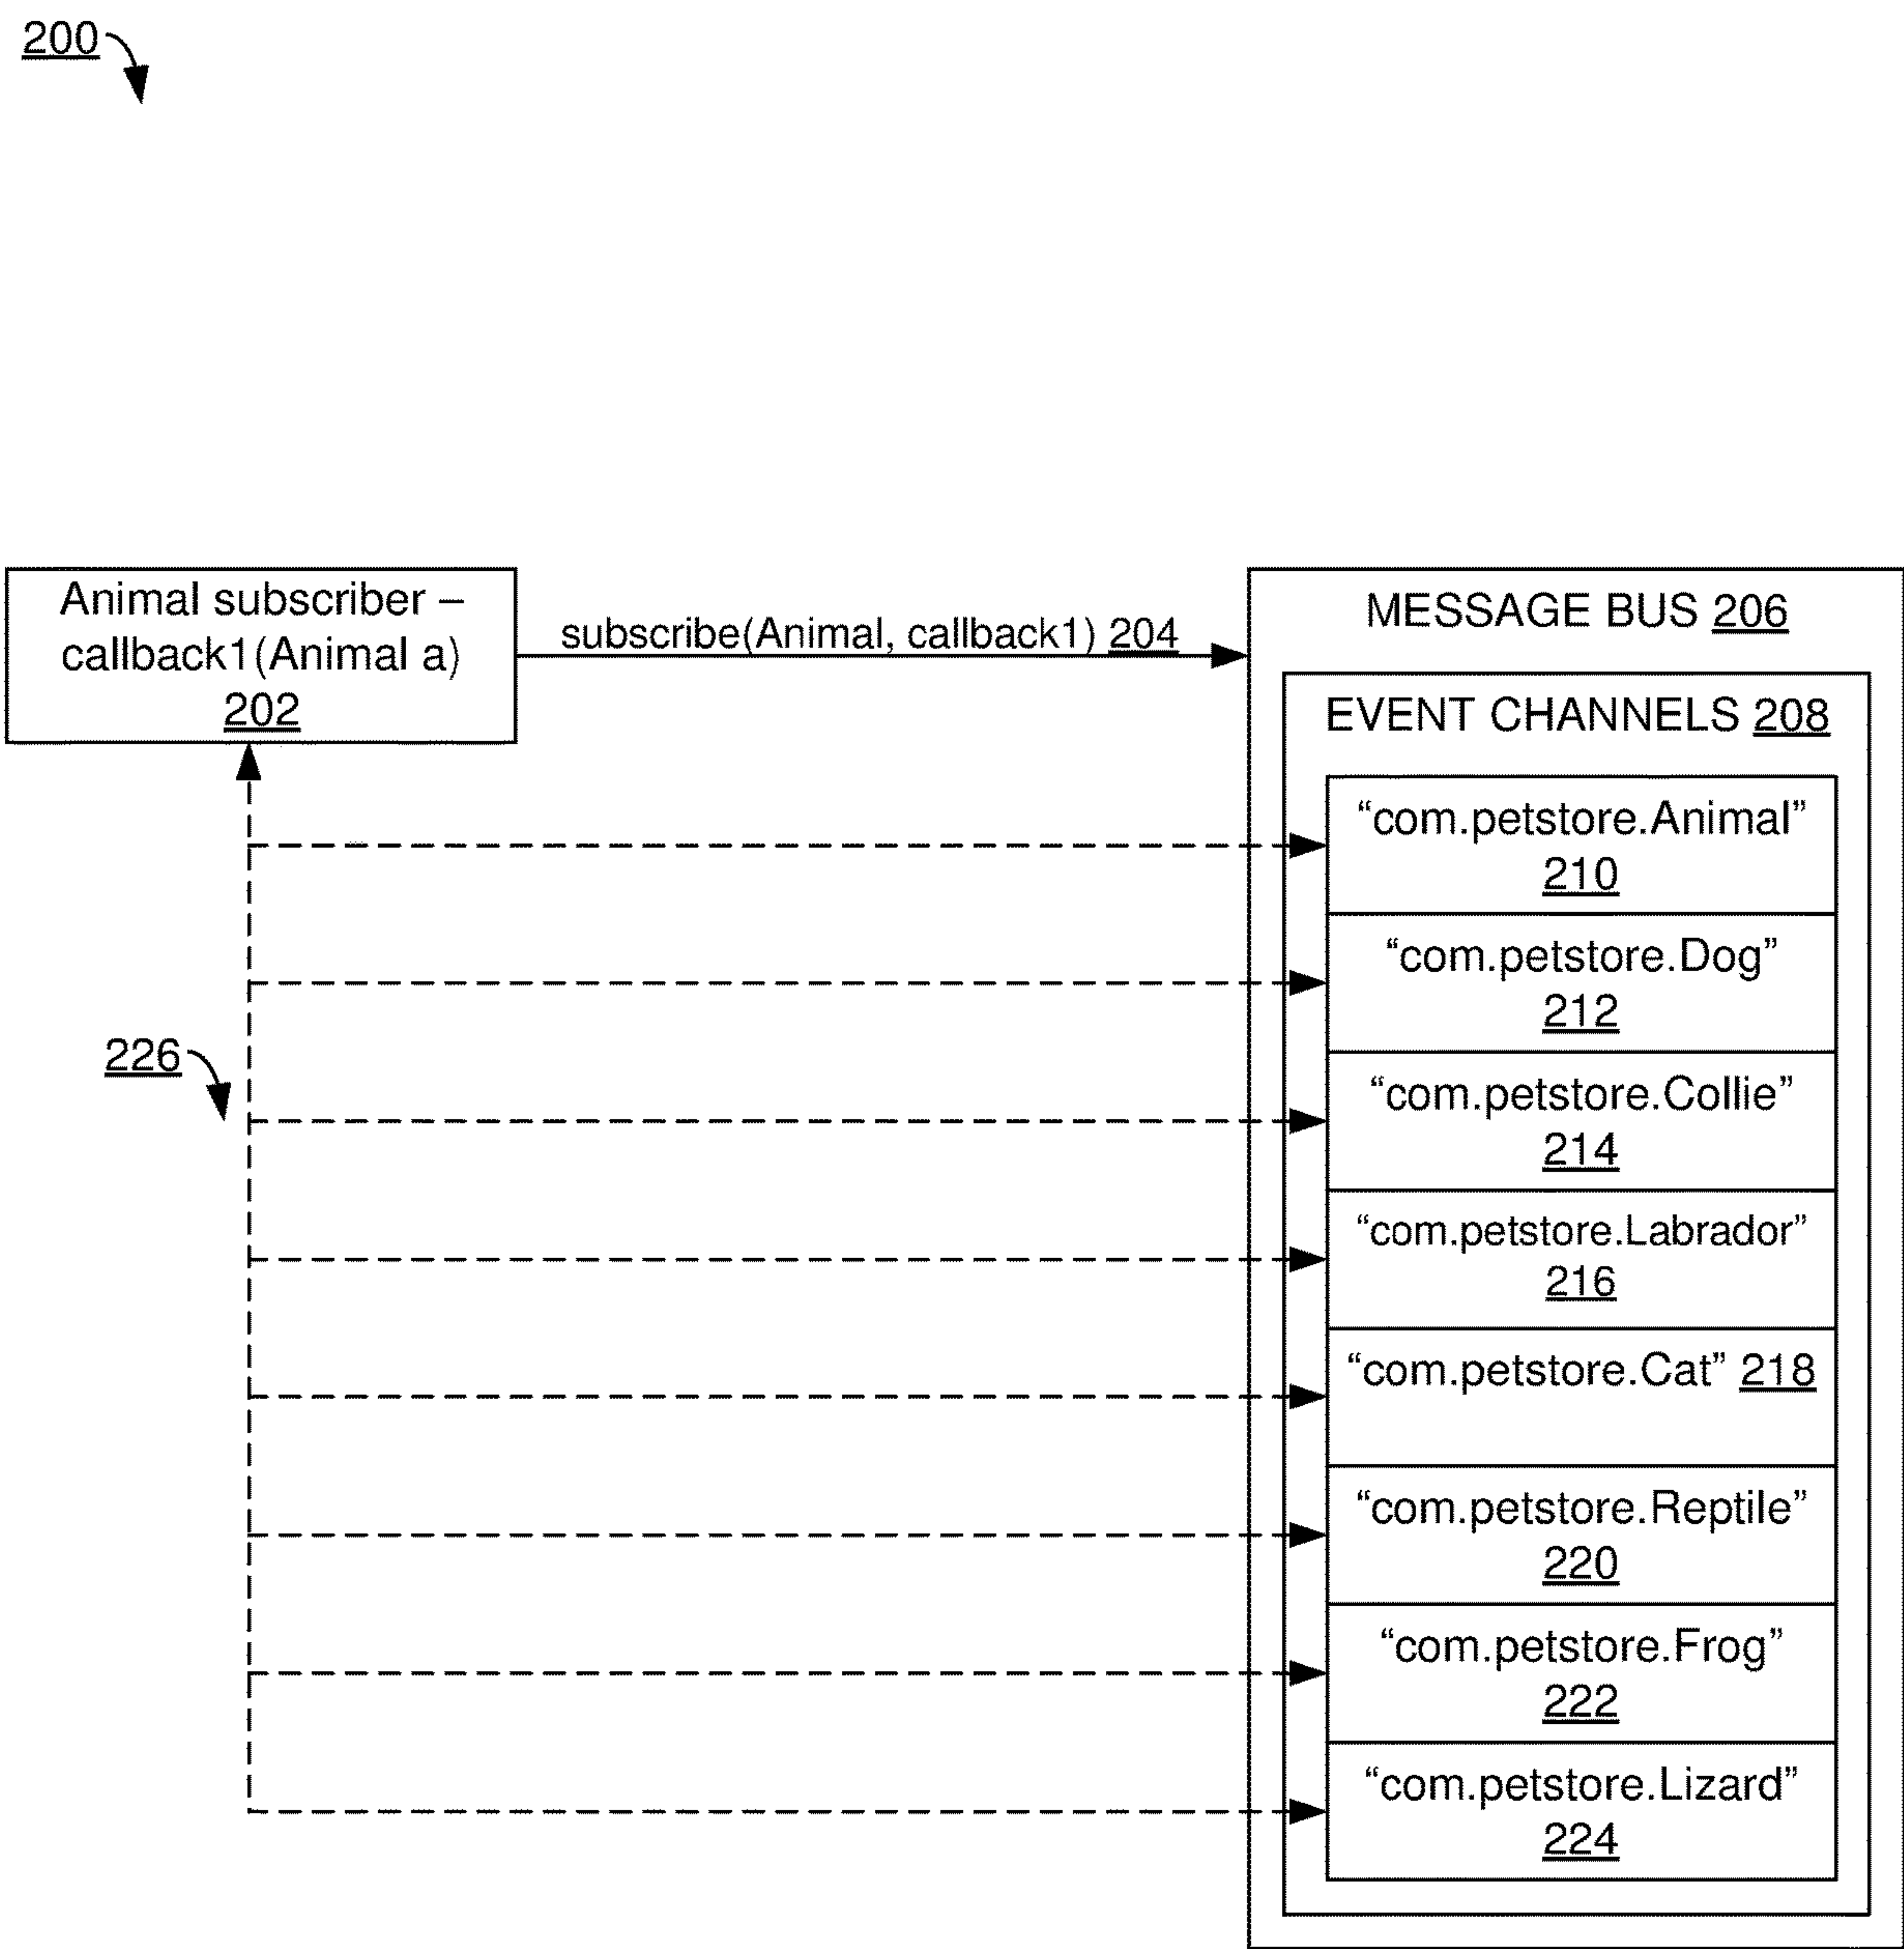 200
Animal subscriber –
callback1(Animal a)
202
subscribe(Animal, callback1) 204
MESSAGE BUS 206
EVENT CHANNELS 208
“com.petstore.Animal”
210
“com.petstore.Dog”
212
226
“com.petstore.Collie”
214
“com.petstore.Labrador”
216
“com.petstore.Cat” 218
“com.petstore.Reptile”
220
“com.petstore.Frog”
222
“com.petstore.Lizard”
224